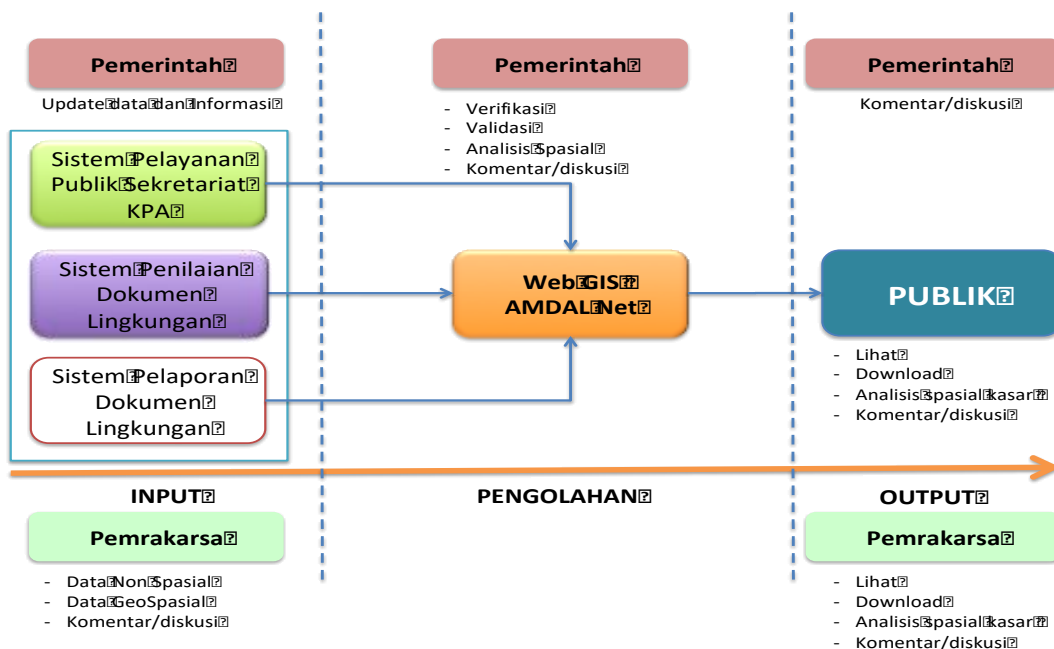 Pemerintah
Update data dan Informasi
Sistem Pelayanan
Publik Sekretariat
KPA
Sistem Penilaian
Dokumen
Lingkungan
Sistem Pelaporan
Dokumen
Lingkungan
Pemerintah
- Verifikasi
- Validasi
- Analisis Spasial
- Komentar/diskusi
Web GIS
AMDAL Net
Pemerintah
Komentar/diskusi
PUBLIK
- Lihat
- Download
- Analisis spasial kasar
- Komentar/diskusi
INPUT
PENGOLAHAN
OUTPUT
Pemrakarsa
- Data Non Spasial
- Data GeoSpasial
- Komentar/diskusi
Pemrakarsa
- Lihat
- Download
- Analisis spasial kasar
- Komentar/diskusi